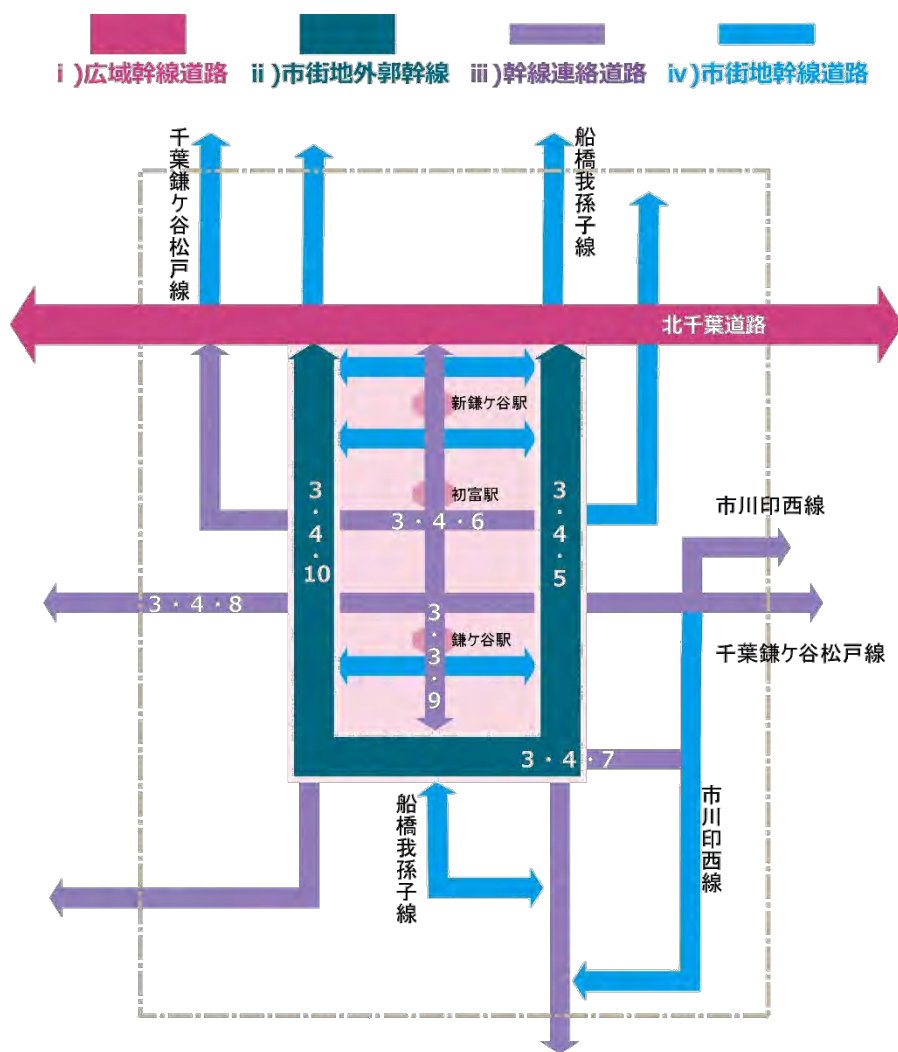 ⅰ)広域幹線道路 ⅱ)市街地外郭幹線 ⅲ)幹線連絡道路 ⅳ)市街地幹線道路
千葉鎌ケ谷松戸線
船橋我孫子線
北千葉道路
新鎌ケ谷駅
初富駅
3・4・10
3・4・6
3・4・5
市川印西線
3・4・8
3・3・9
鎌ケ谷駅
千葉鎌ケ谷松戸線
3・4・7
船橋我孫子線
市川印西線